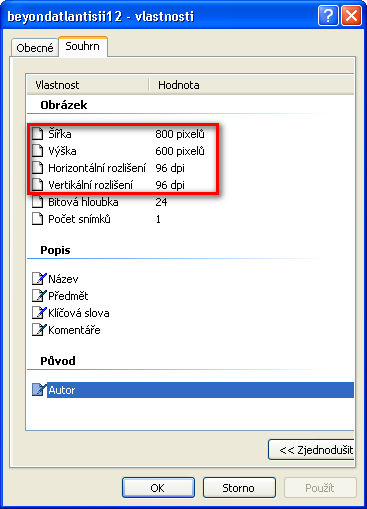 beyondatlantisii12 - vlastnosti
Obecné Souhrn
Vlastnost Hodnota
Obrázek
Šířka 800 pixelů
Výška 600 pixelů
Horizontální rozlišení 96 dpi
Vertikální rozlišení 96 dpi
Bitová hloubka 24
Počet snímků 1
Popis
Název
Předmět
Klíčová slova
Komentáře
Původ
Autor
<< Zjednodušit
OK Storno Použít